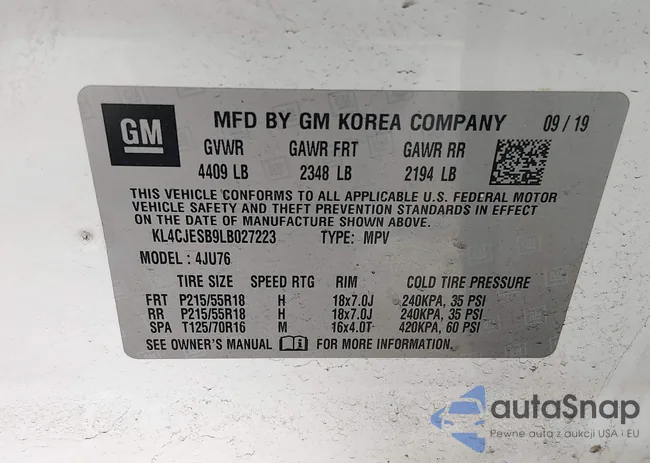 GM
MFD BY GM KOREA COMPANY 09 / 19
GVWR GAWR FRT GAWR RR
4409 LB 2348 LB 2194 LB
THIS VEHICLE CONFORMS TO ALL APPLICABLE U.S. FEDERAL MOTOR
VEHICLE SAFETY AND THEFT PREVENTION STANDARDS IN EFFECT
ON THE DATE OF MANUFACTURE SHOWN ABOVE.
KL4CJESB9LB027223 TYPE: MPV
MODEL : 4JU76
TIRE SIZE SPEED RTG RIM COLD TIRE PRESSURE
FRT P215/55R18 H 18x7.0J 240KPA, 35 PSI
RR P215/55R18 H 18x7.0J 240KPA, 35 PSI
SPA T125/70R16 M 16x4.0T 420KPA, 60 PSI
SEE OWNER'S MANUAL FOR MORE INFORMATION.
autoSnap
Pewne auta z aukcji USA i EU